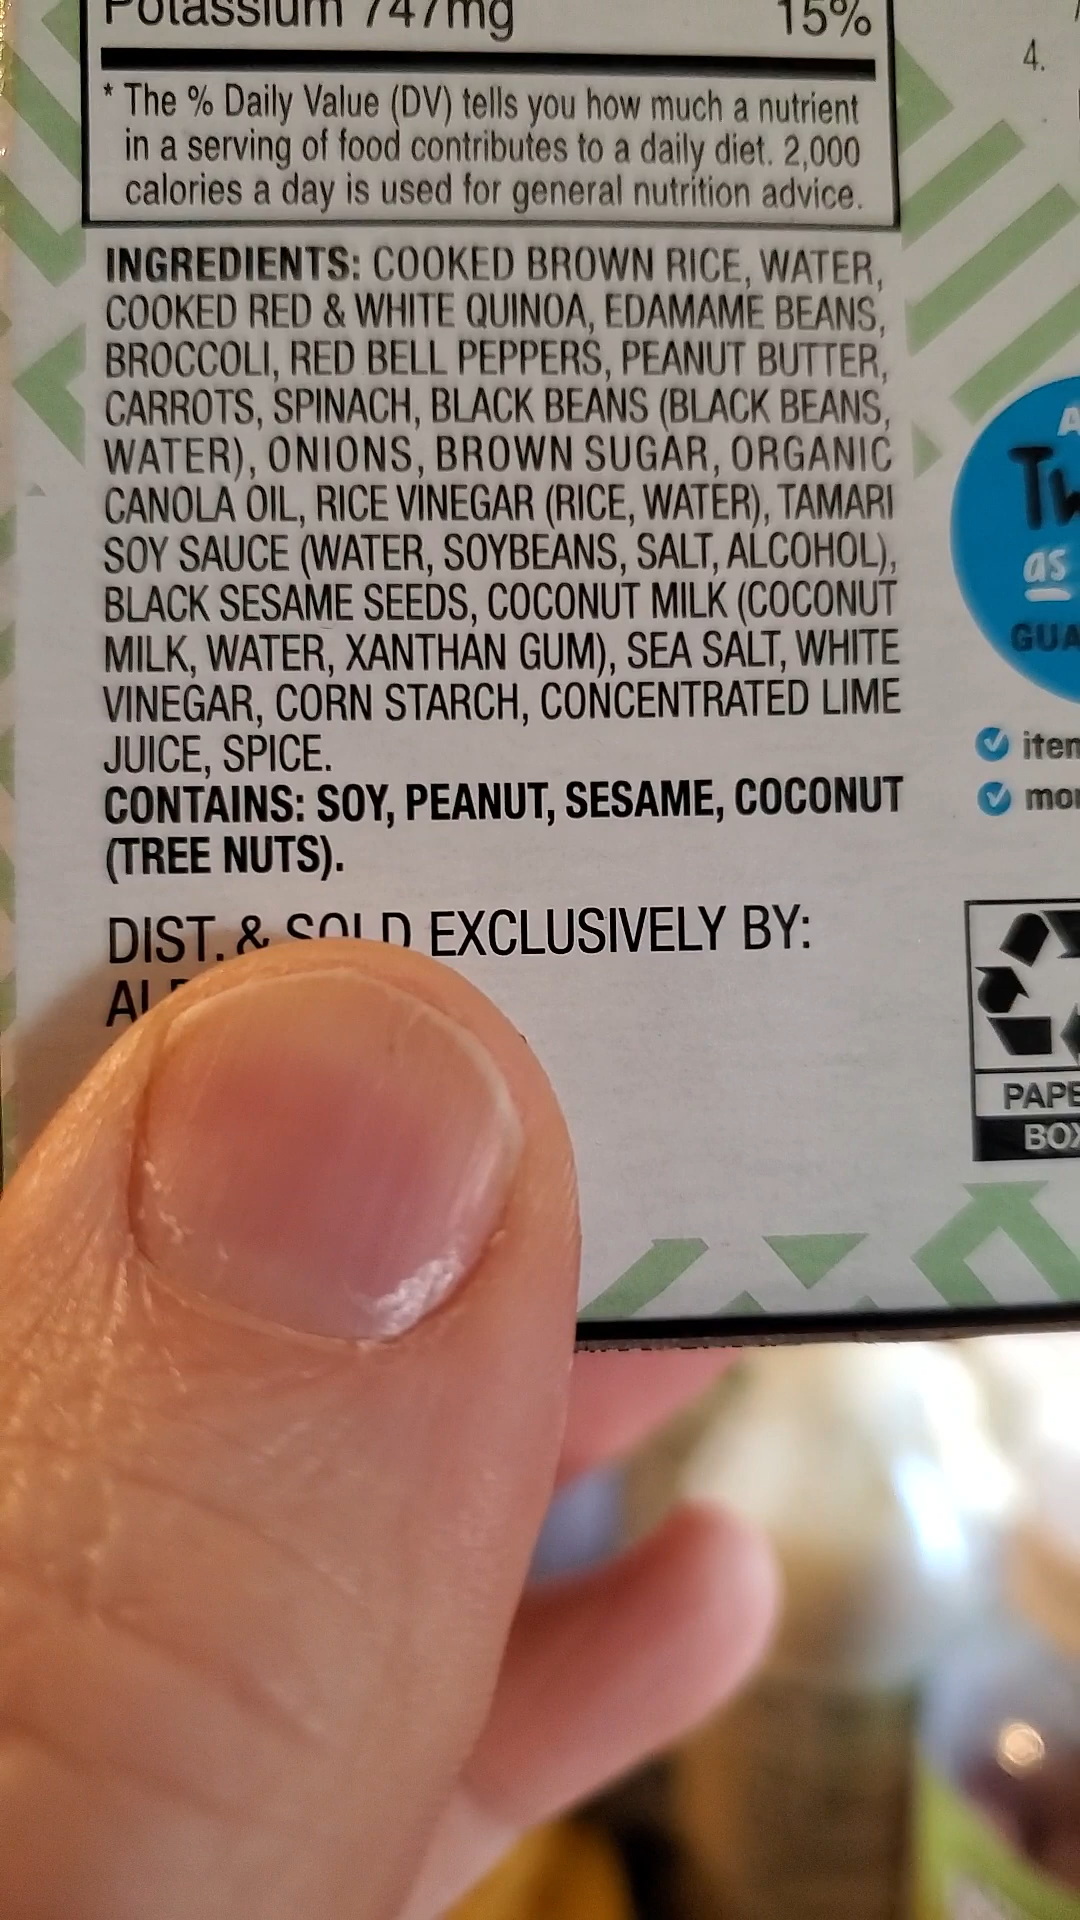 Potassium 747mg 15%
* The % Daily Value (DV) tells you how much a nutrient
in a serving of food contributes to a daily diet. 2,000
calories a day is used for general nutrition advice.
INGREDIENTS: COOKED BROWN RICE, WATER,
COOKED RED & WHITE QUINOA, EDAMAME BEANS,
BROCCOLI, RED BELL PEPPERS, PEANUT BUTTER,
CARROTS, SPINACH, BLACK BEANS (BLACK BEANS,
WATER), ONIONS, BROWN SUGAR, ORGANIC
CANOLA OIL, RICE VINEGAR (RICE, WATER), TAMARI
SOY SAUCE (WATER, SOYBEANS, SALT, ALCOHOL),
BLACK SESAME SEEDS, COCONUT MILK (COCONUT
MILK, WATER, XANTHAN GUM), SEA SALT, WHITE
VINEGAR, CORN STARCH, CONCENTRATED LIME
JUICE, SPICE.
CONTAINS: SOY, PEANUT, SESAME, COCONUT
(TREE NUTS).
DIST. & SOLD EXCLUSIVELY BY:
4.
Tw
as
GUA
iten
mor
PAPE
BOX